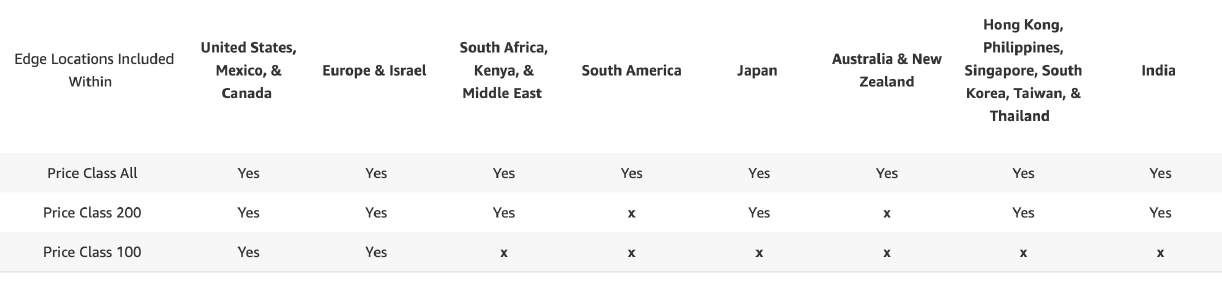 Edge Locations Included
Within
United States,
Mexico, &
Canada
Europe & Israel
South Africa,
Kenya, &
Middle East
South America
Japan
Australia & New
Zealand
Hong Kong,
Philippines,
Singapore, South
Korea, Taiwan, &
Thailand
India
Price Class All Yes Yes Yes Yes Yes Yes Yes Yes
Price Class 200 Yes Yes Yes x Yes x Yes Yes
Price Class 100 Yes Yes x x x x x x